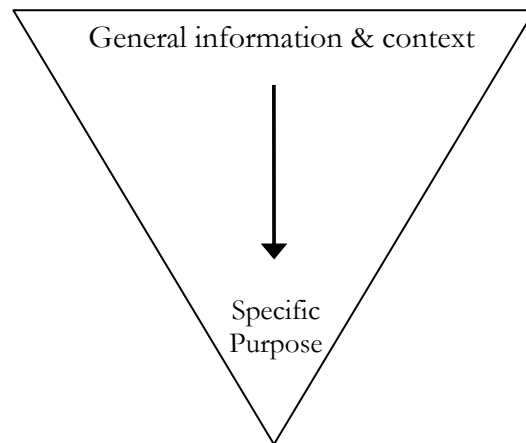 General information & context
Specific
Purpose